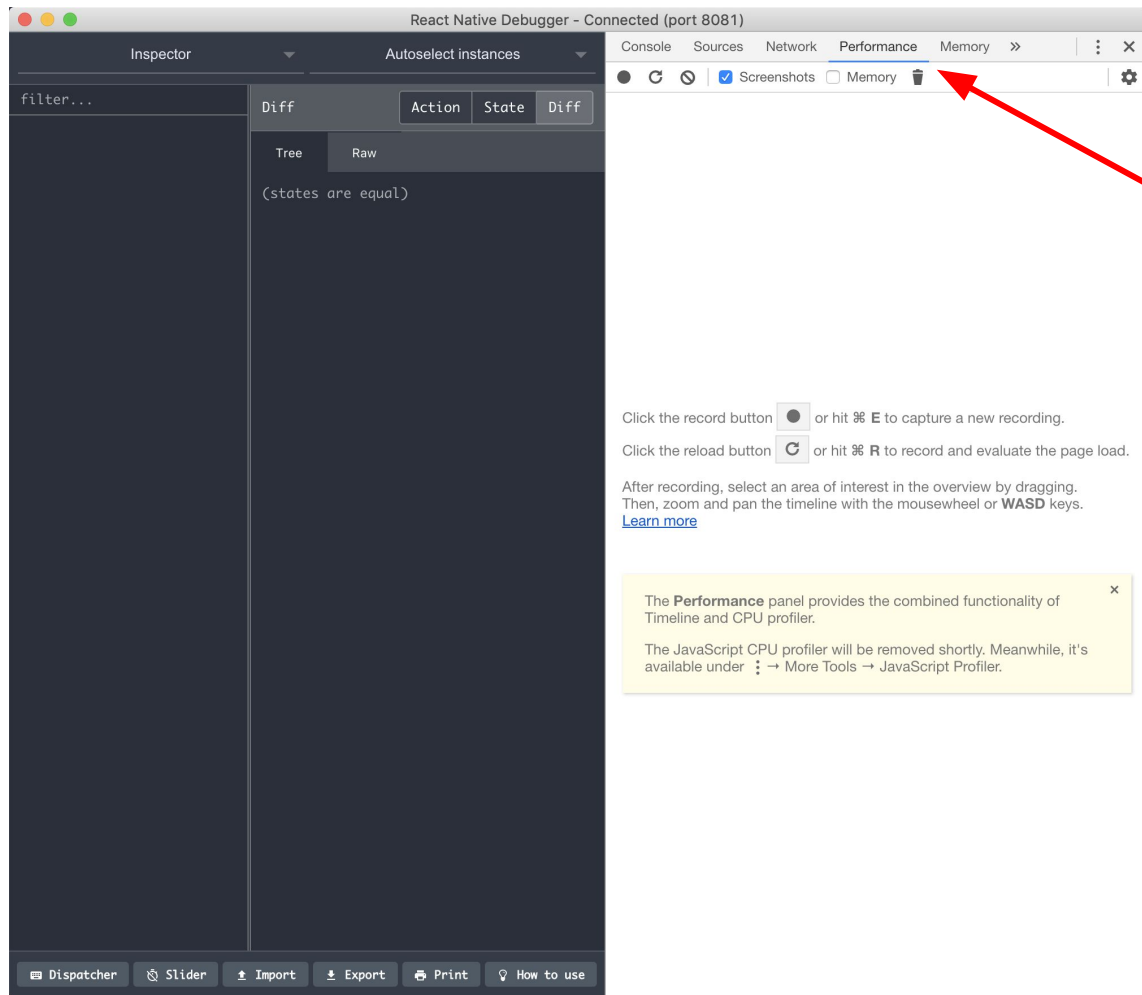 React Native Debugger - Connected (port 8081)
Inspector
Autoselect instances
filter...
Diff
Action State Diff
Tree Raw
(states are equal)
Dispatcher Slider Import Export Print How to use
Console Sources Network Performance Memory »
Screenshots Memory
Click the record button or hit ⌘ E to capture a new recording.
Click the reload button or hit ⌘ R to record and evaluate the page load.
After recording, select an area of interest in the overview by dragging.
Then, zoom and pan the timeline with the mousewheel or WASD keys.
Learn more
The Performance panel provides the combined functionality of
Timeline and CPU profiler.
The JavaScript CPU profiler will be removed shortly. Meanwhile, it's
available under ⋮ → More Tools → JavaScript Profiler.